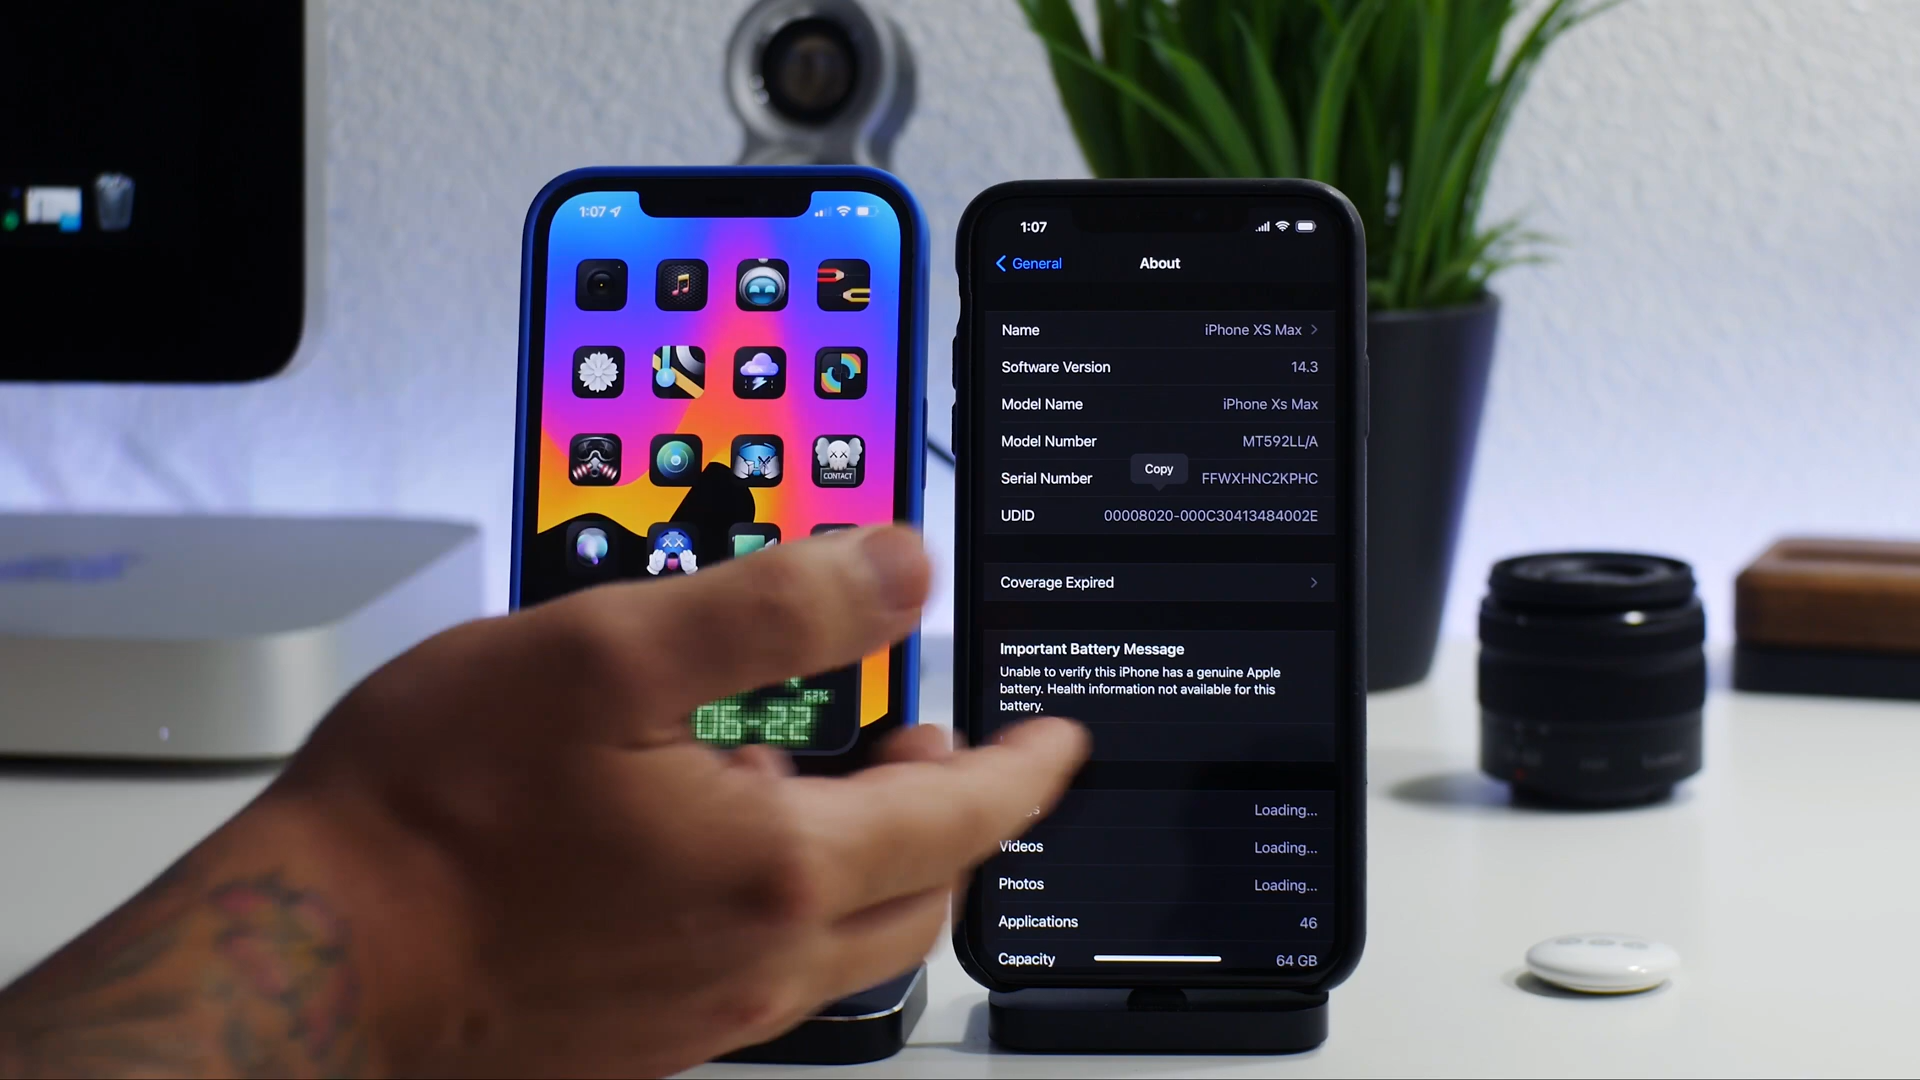 1:07
CONTACT
62%
06-22
1:07
General
About
Name iPhone XS Max
Software Version 14.3
Model Name iPhone Xs Max
Model Number MT592LL/A
Copy
Serial Number FFWXHNC2KPHC
UDID 00008020-000C30413484002E
Coverage Expired
Important Battery Message
Unable to verify this iPhone has a genuine Apple
battery. Health information not available for this
battery.
Loading...
Videos Loading...
Photos Loading...
Applications 46
Capacity 64 GB